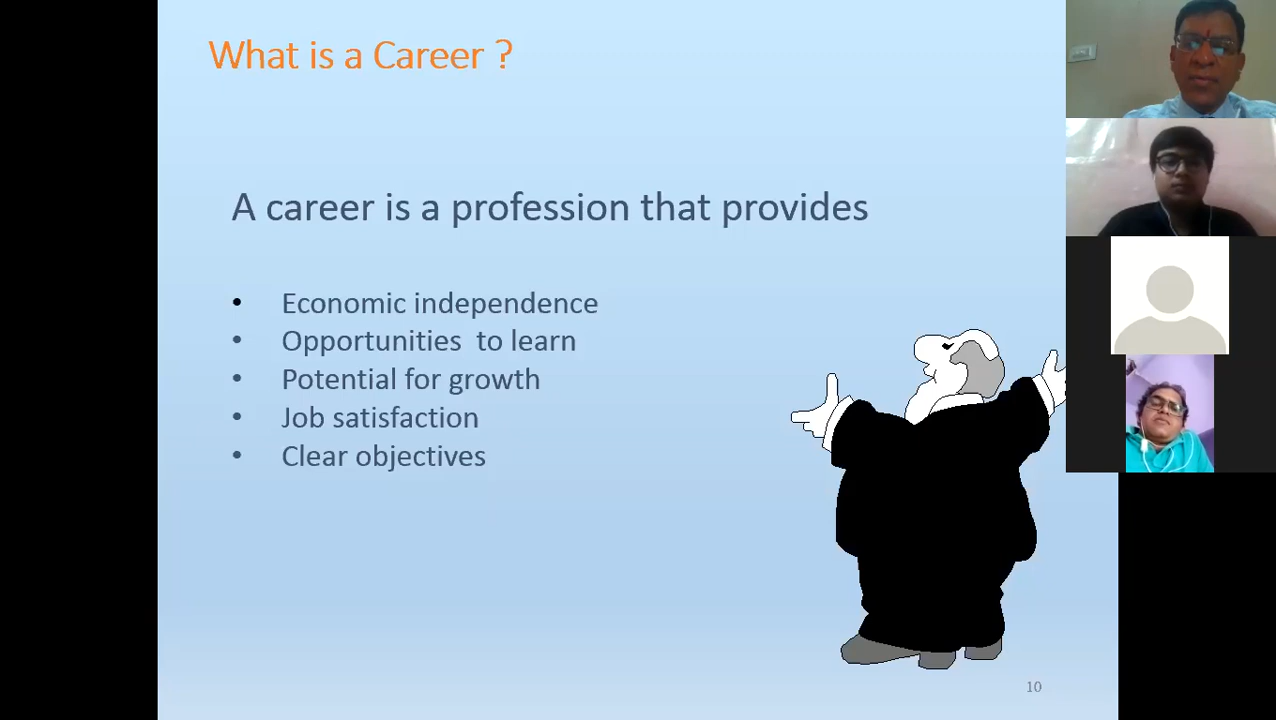 What is a Career ?
A career is a profession that provides
• Economic independence
• Opportunities  to learn
• Potential for growth
• Job satisfaction
• Clear objectives
10